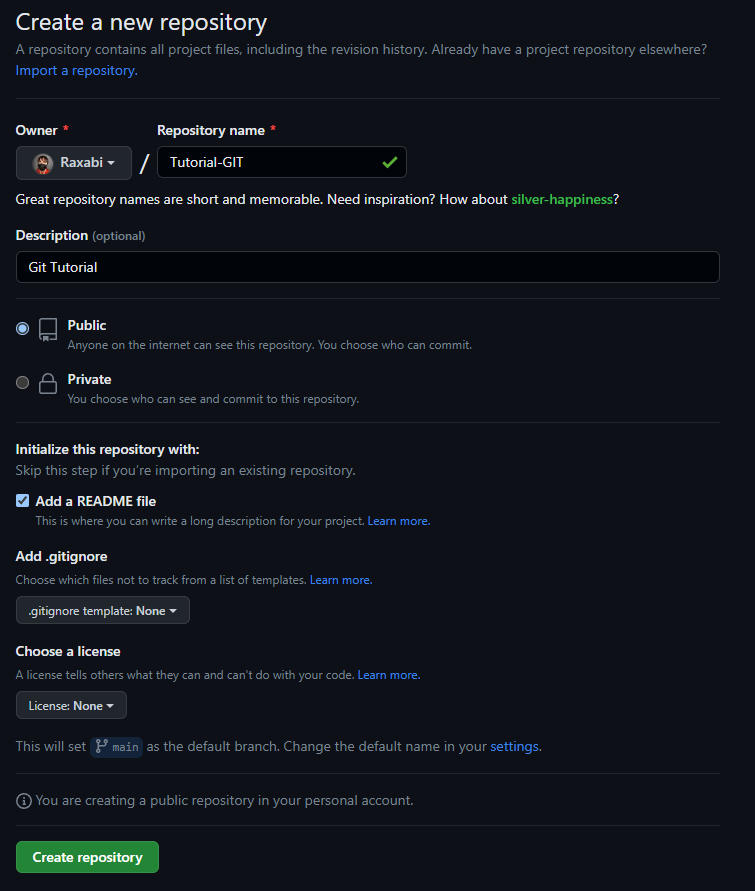 Create a new repository
A repository contains all project files, including the revision history. Already have a project repository elsewhere?
Import a repository.
Owner * Repository name *
Raxabi / Tutorial-GIT
Great repository names are short and memorable. Need inspiration? How about silver-happiness?
Description (optional)
Git Tutorial
Public
Anyone on the internet can see this repository. You choose who can commit.
Private
You choose who can see and commit to this repository.
Initialize this repository with:
Skip this step if you're importing an existing repository.
Add a README file
This is where you can write a long description for your project. Learn more.
Add .gitignore
Choose which files not to track from a list of templates. Learn more.
.gitignore template: None
Choose a license
A license tells others what they can and can't do with your code. Learn more.
License: None
This will set main as the default branch. Change the default name in your settings.
You are creating a public repository in your personal account.
Create repository